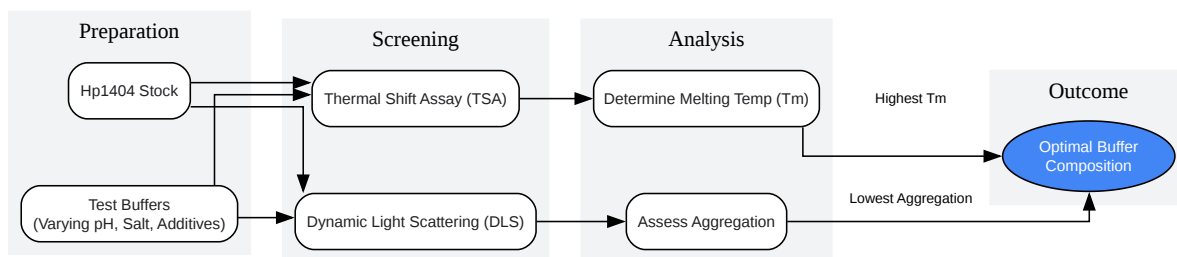 Preparation
Hp1404 Stock
Test Buffers
(Varying pH, Salt, Additives)
Screening
Thermal Shift Assay (TSA)
Dynamic Light Scattering (DLS)
Analysis
Determine Melting Temp (Tm)
Assess Aggregation
Highest Tm
Lowest Aggregation
Outcome
Optimal Buffer
Composition